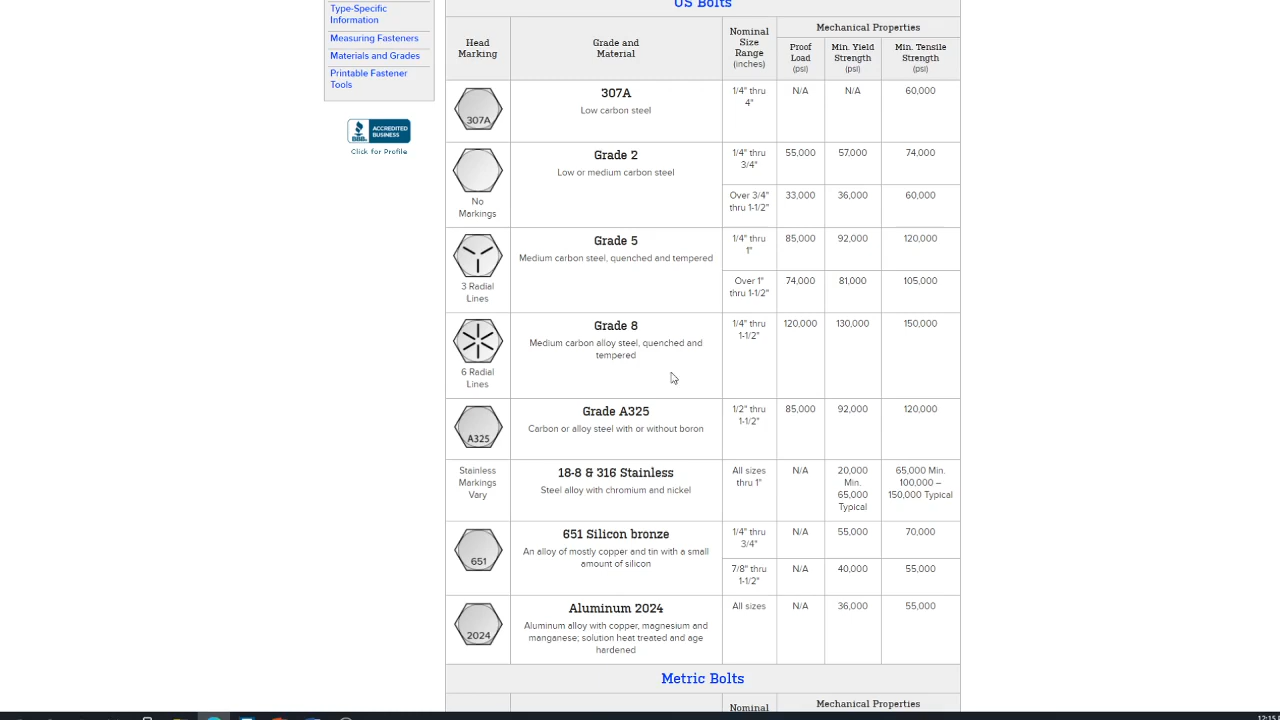 Type-Specific
Information
Measuring Fasteners
Materials and Grades
Printable Fastener
Tools
BBB.
ACCREDITED
BUSINESS
Click for Profile
US Bolts
Head
Marking
Grade and
Material
Nominal
Size
Range
(inches)
Mechanical Properties
Proof
Load
(psi)
Min. Yield
Strength
(psi)
Min. Tensile
Strength
(psi)
307A
307A
Low carbon steel
1/4" thru
4"
N/A
N/A
60,000
No
Markings
Grade 2
Low or medium carbon steel
1/4" thru
3/4"
55,000
57,000
74,000
Over 3/4"
thru 1-1/2"
33,000
36,000
60,000
3 Radial
Lines
Grade 5
Medium carbon steel, quenched and tempered
1/4" thru
1"
85,000
92,000
120,000
Over 1"
thru 1-1/2"
74,000
81,000
105,000
6 Radial
Lines
Grade 8
Medium carbon alloy steel, quenched and
tempered
1/4" thru
1-1/2"
120,000
130,000
150,000
A325
Grade A325
Carbon or alloy steel with or without boron
1/2" thru
1-1/2"
85,000
92,000
120,000
Stainless
Markings
Vary
18-8 & 316 Stainless
Steel alloy with chromium and nickel
All sizes
thru 1"
N/A
20,000
Min.
65,000
Typical
65,000 Min.
100,000 –
150,000 Typical
651
651 Silicon bronze
An alloy of mostly copper and tin with a small
amount of silicon
1/4" thru
3/4"
N/A
55,000
70,000
7/8" thru
1-1/2"
N/A
40,000
55,000
2024
Aluminum 2024
Aluminum alloy with copper, magnesium and
manganese; solution heat treated and age
hardened
All sizes
N/A
36,000
55,000
Metric Bolts
Nominal
Mechanical Properties
12:15